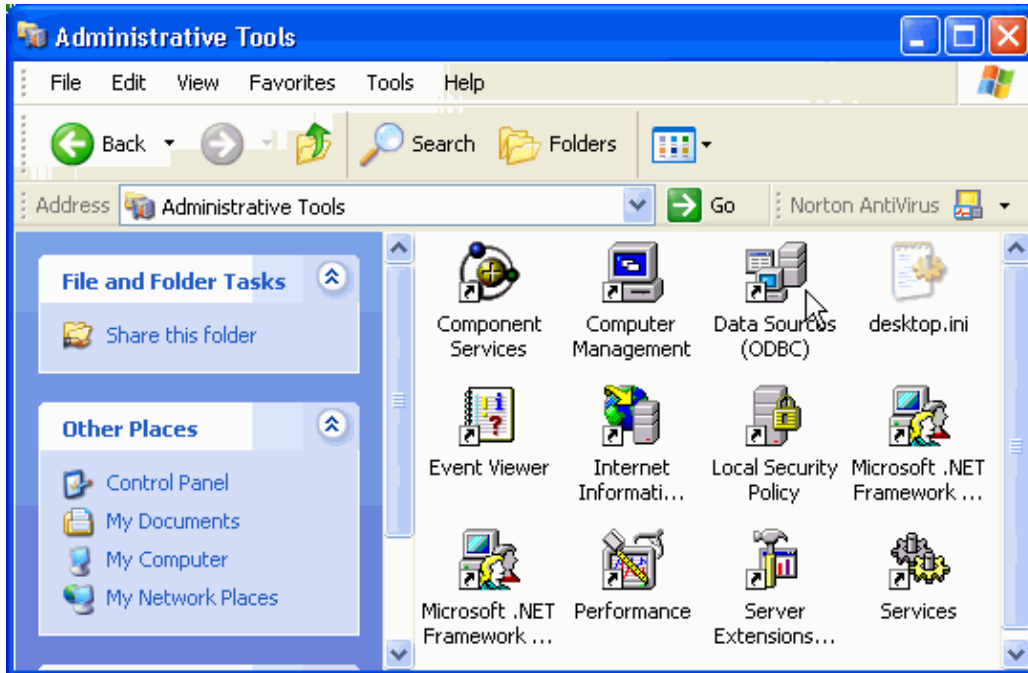 Administrative Tools
File Edit View Favorites Tools Help
Back Search Folders
Address Administrative Tools Go Norton AntiVirus
File and Folder Tasks
Share this folder
Other Places
Control Panel
My Documents
My Computer
My Network Places
Component Services
Computer Management
Data Sources (ODBC)
desktop.ini
Event Viewer
Internet Informati...
Local Security Policy
Microsoft .NET Framework ...
Microsoft .NET Framework ...
Performance
Server Extensions...
Services